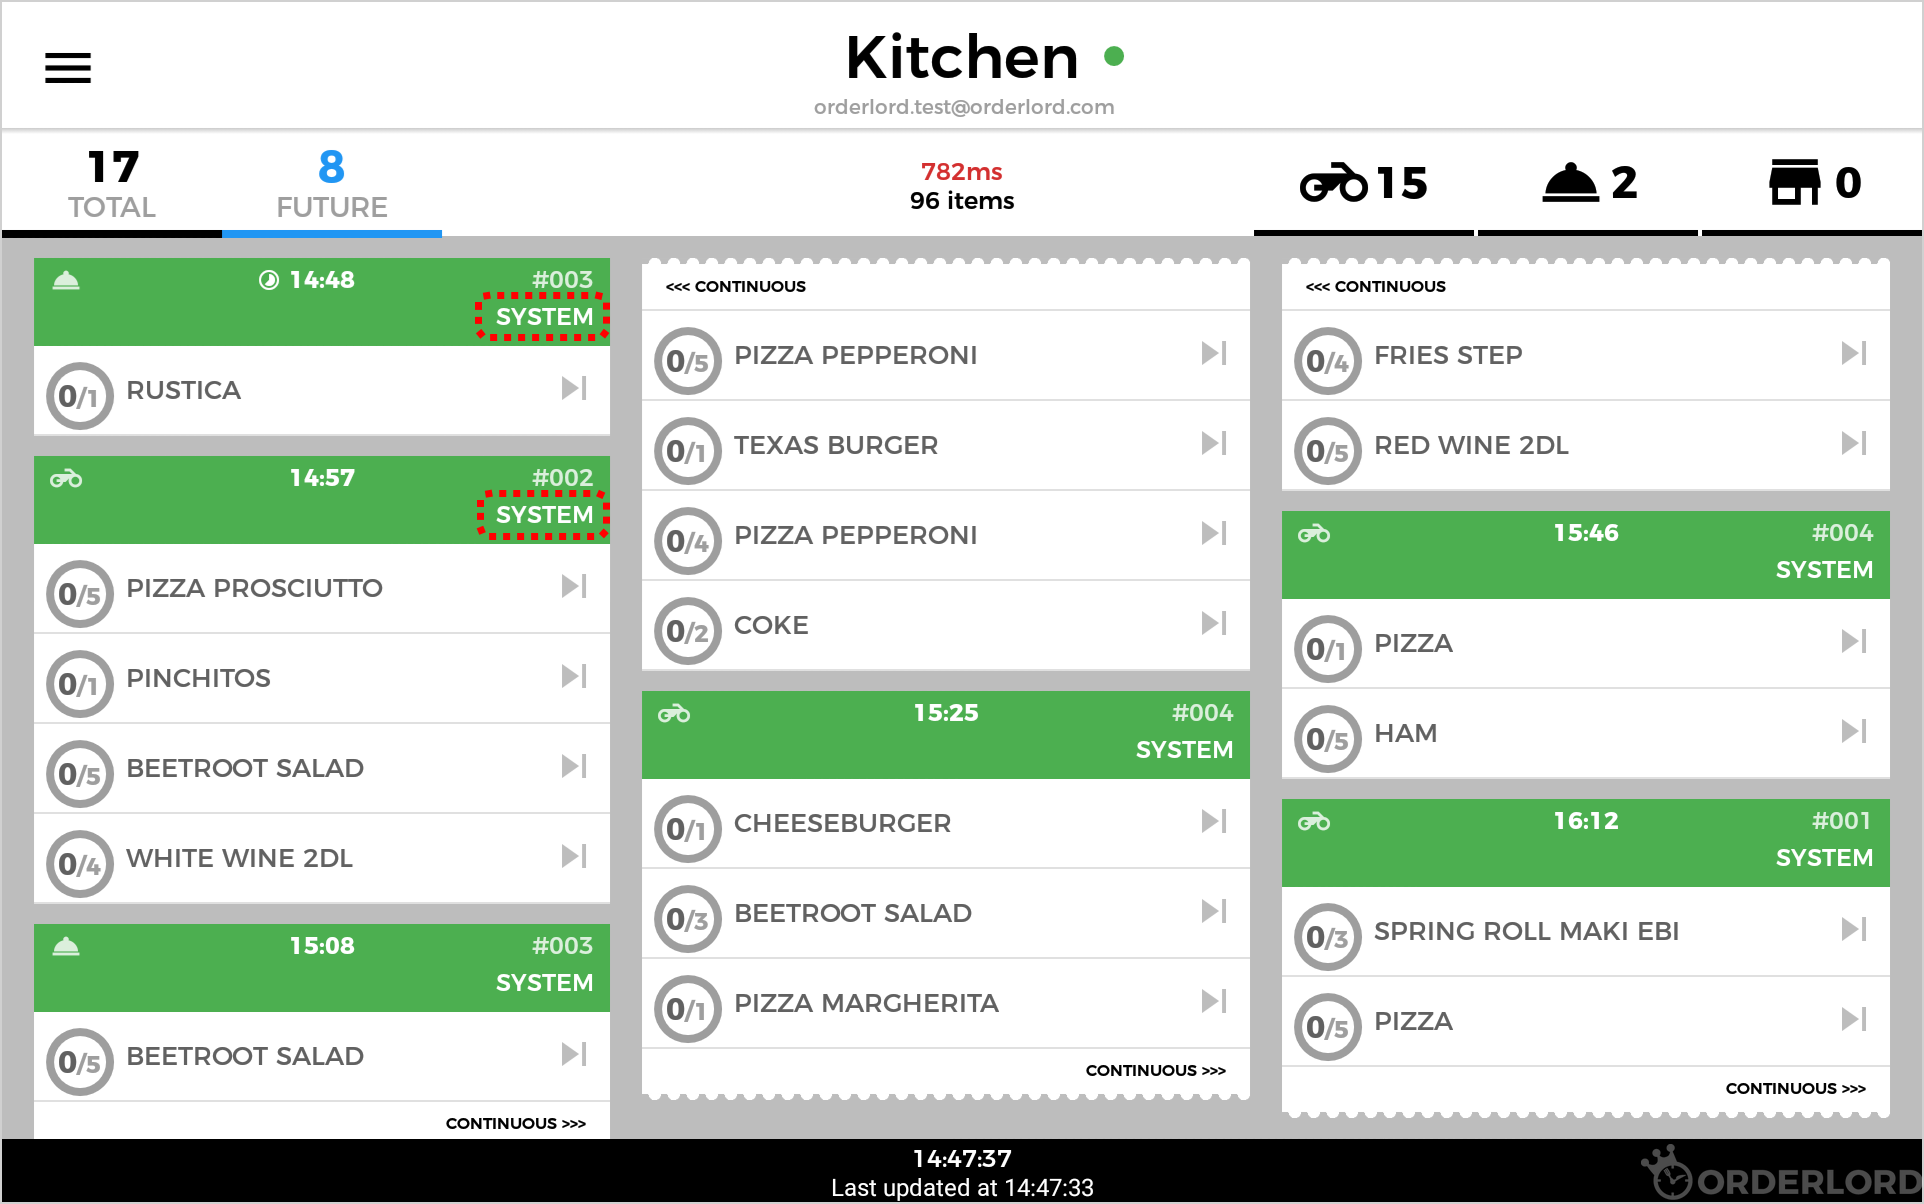 Kitchen
orderlord.test@orderlord.com
17
TOTAL
8
FUTURE
782ms
96 items
15
2
0
14:48 #003
SYSTEM
0/1 RUSTICA
14:57 #002
SYSTEM
0/5 PIZZA PROSCIUTTO
0/1 PINCHITOS
0/5 BEETROOT SALAD
0/4 WHITE WINE 2DL
15:08 #003
SYSTEM
0/5 BEETROOT SALAD
CONTINUOUS >>>
<<< CONTINUOUS
0/5 PIZZA PEPPERONI
0/1 TEXAS BURGER
0/4 PIZZA PEPPERONI
0/2 COKE
15:25 #004
SYSTEM
0/1 CHEESEBURGER
0/3 BEETROOT SALAD
0/1 PIZZA MARGHERITA
CONTINUOUS >>>
<<< CONTINUOUS
0/4 FRIES STEP
0/5 RED WINE 2DL
15:46 #004
SYSTEM
0/1 PIZZA
0/5 HAM
16:12 #001
SYSTEM
0/3 SPRING ROLL MAKI EBI
0/5 PIZZA
CONTINUOUS >>>
14:47:37
Last updated at 14:47:33
ORDERLORD